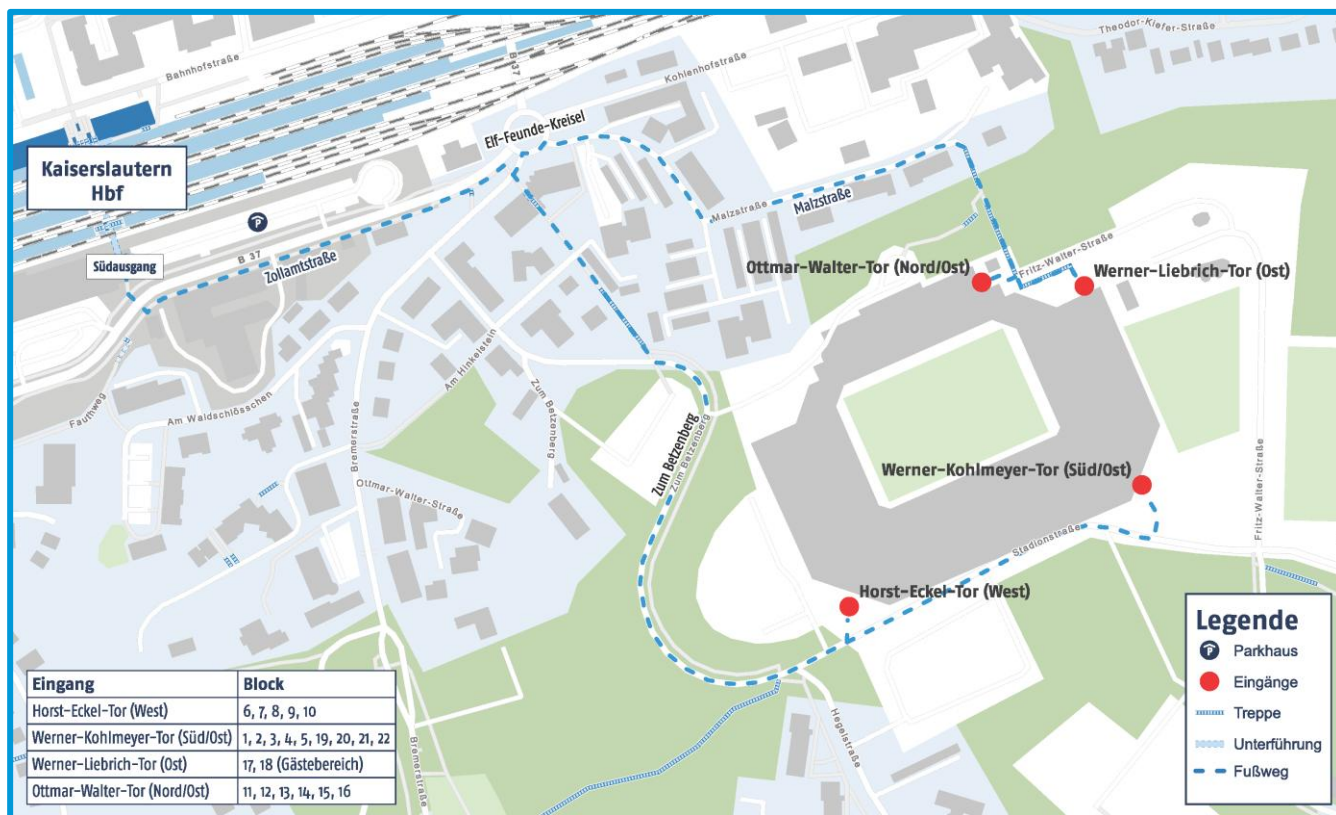 Theodor-Kiefer-Straße
Bahnhofstraße
B 37
Kohlenhofstraße
Elf-Feunde-Kreisel
Kaiserslautern
Hbf
P
Südausgang
B 37
Zollamtstraße
Malzstraße
Malzstraße
Fritz-Walter-Straße
Ottmar-Walter-Tor (Nord/Ost)
Werner-Liebrich-Tor (Ost)
Fauthweg
Am Waldschlösschen
Bremerstraße
Am Hinkelstein
Zum Betzenberg
Zum Betzenberg
Zum Betzenberg
Ottmar-Walter-Straße
Werner-Kohlmeyer-Tor (Süd/Ost)
Fritz-Walter-Straße
Stadionstraße
Horst-Eckel-Tor (West)
Hegelstraße
Bremerstraße
Eingang Block
Horst-Eckel-Tor (West) 6, 7, 8, 9, 10
Werner-Kohlmeyer-Tor (Süd/Ost) 1, 2, 3, 4, 5, 19, 20, 21, 22
Werner-Liebrich-Tor (Ost) 17, 18 (Gästebereich)
Ottmar-Walter-Tor (Nord/Ost) 11, 12, 13, 14, 15, 16
Legende
P Parkhaus
Eingänge
Treppe
Unterführung
Fußweg